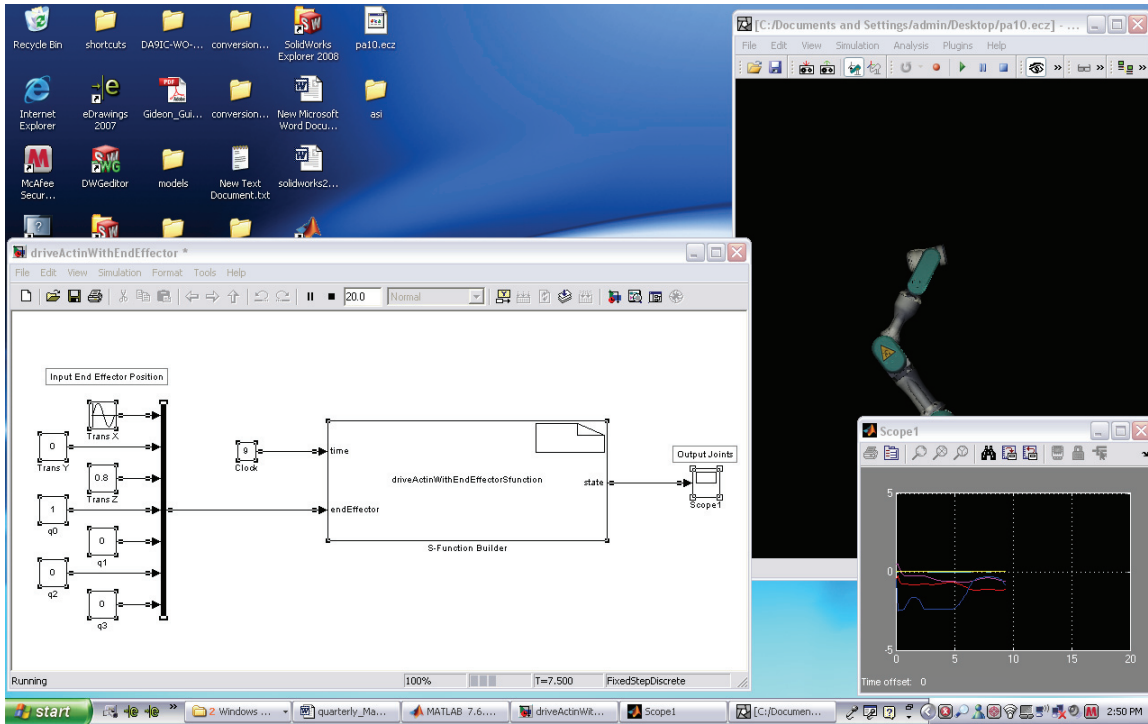 Recycle Bin
shortcuts
DA9IC-WO-...
conversion...
SolidWorks
Explorer 2008
pa10.ecz
Internet
Explorer
eDrawings
2007
Gideon_Gui...
conversion...
New Microsoft
Word Docu...
asi
McAfee
Secur...
DWGeditor
models
New Text
Document.txt
solidworks2...
[C:/Documents and Settings/admin/Desktop/pa10.ecz] - ...
File Edit View Simulation Analysis Plugins Help
driveActinWithEndEffector *
File Edit View Simulation Format Tools Help
20.0
Normal
Input End Effector Position
Trans X
0
Trans Y
0.8
Trans Z
1
q0
0
q1
0
q2
0
q3
9
Clock
time
endEffector
driveActinWithEndEffectorSfunction
state
S-Function Builder
Output Joints
Scope1
Running
100%
T=7.500
FixedStepDiscrete
Scope1
5
0
-5
0 5 10 15 20
Time offset: 0
start
2 Windows ...
quarterly_Ma...
MATLAB 7.6....
driveActinWit...
Scope1
[C:/Documen...
2:50 PM